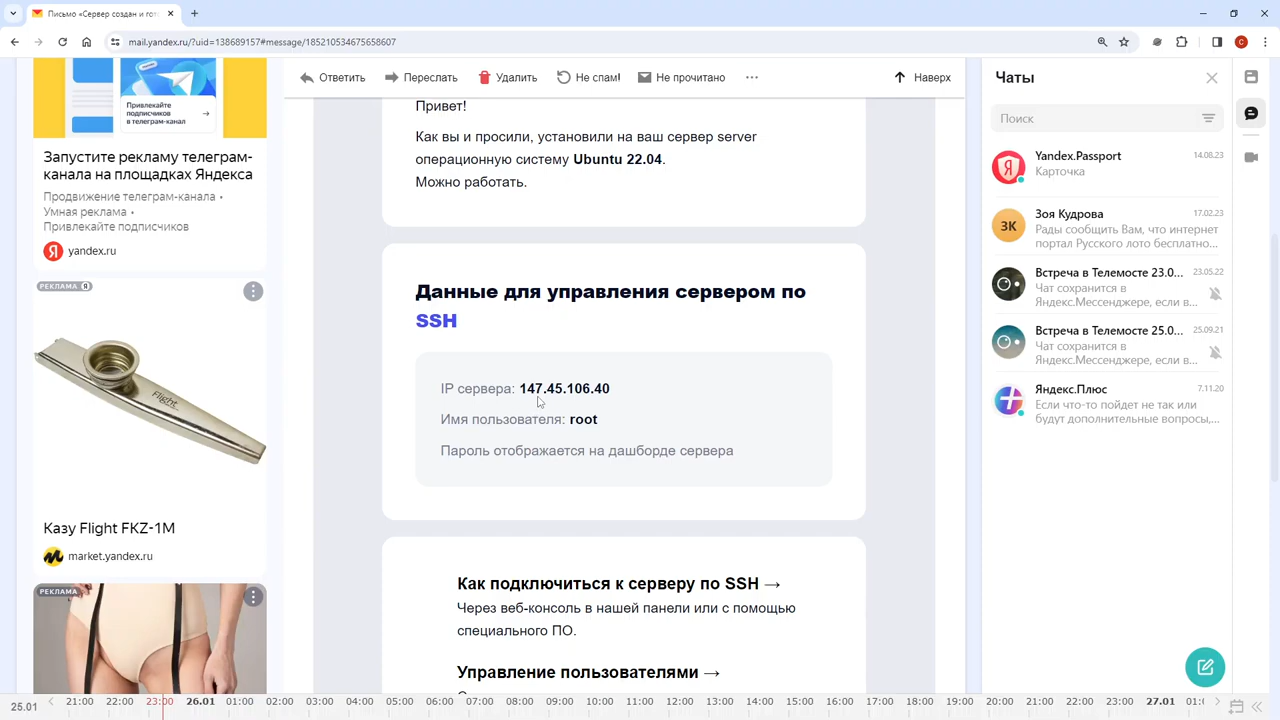 Письмо «Сервер создан и гот
mail.yandex.ru/?uid=138689157#message/185210534675658607
С
Ответить
Переслать
Удалить
Не спам!
Не прочитано
Наверх
Привлекайте
подписчиков
в телеграм-канал
Запустите рекламу телеграм-
канала на площадках Яндекса
Продвижение телеграм-канала •
Умная реклама •
Привлекайте подписчиков
Я
yandex.ru
РЕКЛАМА Я
Flight
Казу Flight FKZ-1M
market.yandex.ru
РЕКЛАМА
Привет!
Как вы и просили, установили на ваш сервер server
операционную систему Ubuntu 22.04.
Можно работать.
Данные для управления сервером по
SSH
IP сервера: 147.45.106.40
Имя пользователя: root
Пароль отображается на дашборде сервера
Как подключиться к серверу по SSH →
Через веб-консоль в нашей панели или с помощью
специального ПО.
Управление пользователями →
Чаты
Поиск
Yandex.Passport 14.08.23
Карточка
ЗК
Зоя Кудрова 17.02.23
Рады сообщить Вам, что интернет
портал Русского лото бесплатно...
Встреча в Телемосте 23.0... 23.05.22
Чат сохранится в
Яндекс.Мессенджере, если в...
Встреча в Телемосте 25.0... 25.09.21
Чат сохранится в
Яндекс.Мессенджере, если в...
Яндекс.Плюс 7.11.20
Если что-то пойдет не так или
будут дополнительные вопросы,...
25.01 21:00 22:00 23:00 26.01 01:00 02:00 03:00 04:00 05:00 06:00 07:00 08:00 09:00 10:00 11:00 12:00 13:00 14:00 15:00 16:00 17:00 18:00 19:00 20:00 21:00 22:00 23:00 27.01 01: